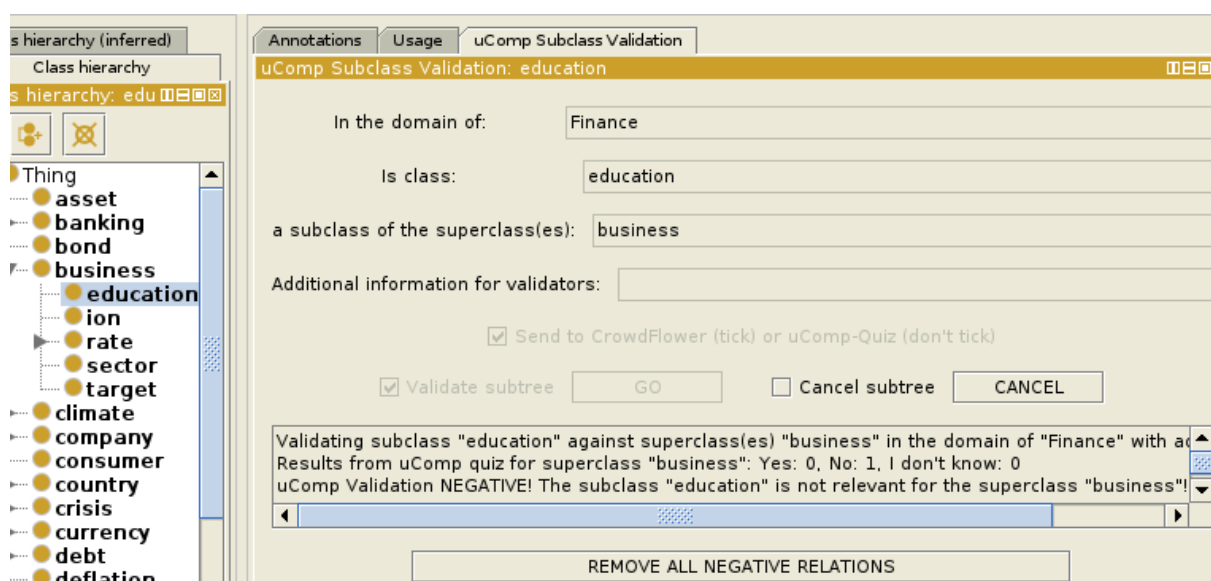 s hierarchy (inferred)
Class hierarchy
s hierarchy: edu
Thing
asset
banking
bond
business
education
ion
rate
sector
target
climate
company
consumer
country
crisis
currency
debt
deflation
Annotations Usage uComp Subclass Validation
uComp Subclass Validation: education
In the domain of: Finance
Is class: education
a subclass of the superclass(es): business
Additional information for validators:
Send to CrowdFlower (tick) or uComp-Quiz (don't tick)
Validate subtree GO Cancel subtree CANCEL
Validating subclass "education" against superclass(es) "business" in the domain of "Finance" with ad
Results from uComp quiz for superclass "business": Yes: 0, No: 1, I don't know: 0
uComp Validation NEGATIVE! The subclass "education" is not relevant for the superclass "business"!
REMOVE ALL NEGATIVE RELATIONS